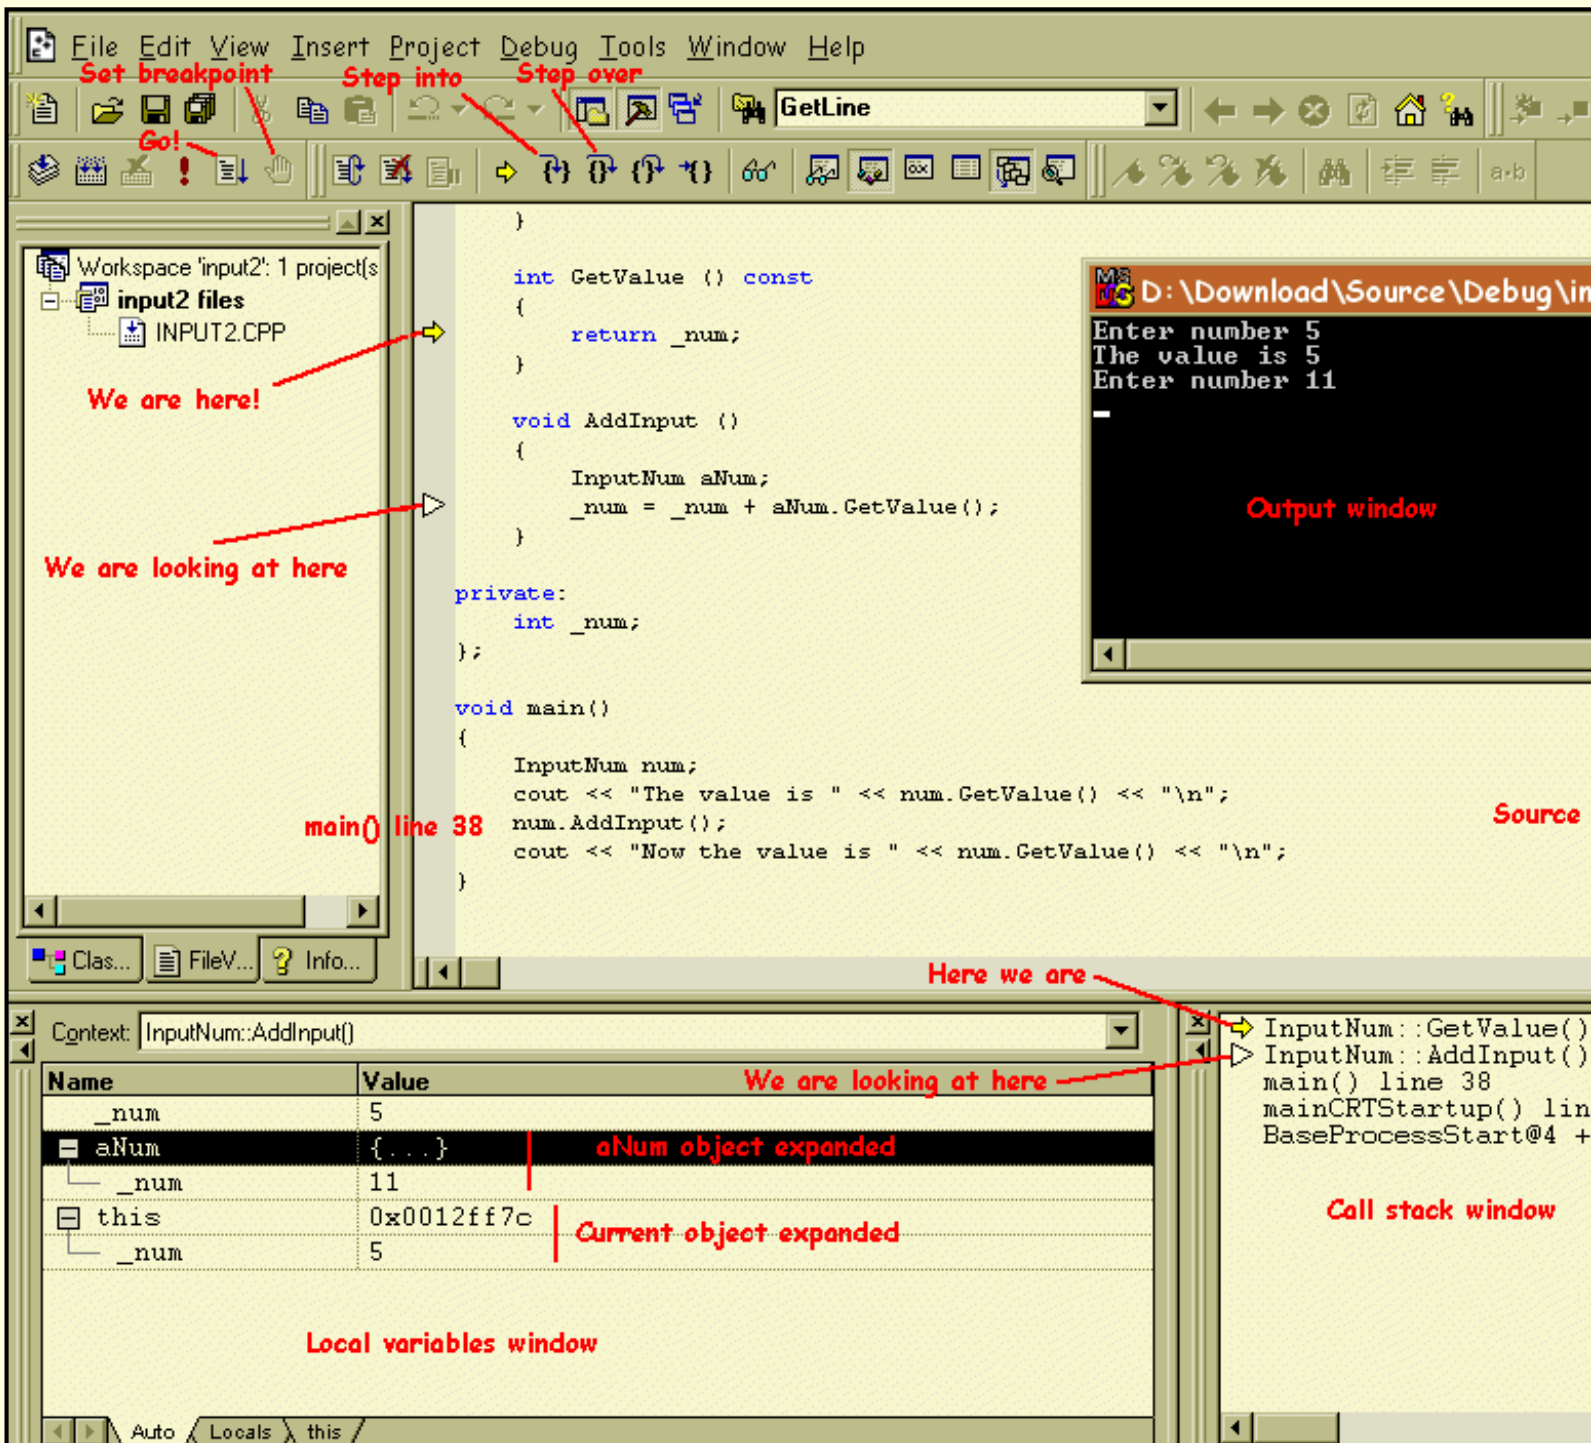 File Edit View Insert Project Debug Tools Window Help
Set breakpoint
Step into
Step over
GetLine
Go!
a•b
Workspace 'input2': 1 project(s
input2 files
INPUT2.CPP
We are here!
We are looking at here
}
int GetValue () const
{
return _num;
}
void AddInput ()
{
InputNum aNum;
_num = _num + aNum.GetValue();
}
private:
int _num;
};
void main()
{
InputNum num;
cout << "The value is " << num.GetValue() << "\n";
main() line 38
num.AddInput();
cout << "Now the value is " << num.GetValue() << "\n";
}
D:\Download\Source\Debug\in
Enter number 5
The value is 5
Enter number 11
Output window
Source
Clas...
FileV...
Info...
Here we are
Context: InputNum::AddInput()
Name Value
We are looking at here
_num 5
aNum {...}
aNum object expanded
_num 11
this 0x0012ff7c
Current object expanded
_num 5
Local variables window
Auto Locals this
InputNum::GetValue()
InputNum::AddInput()
main() line 38
mainCRTStartup() lin
BaseProcessStart@4 +
Call stack window